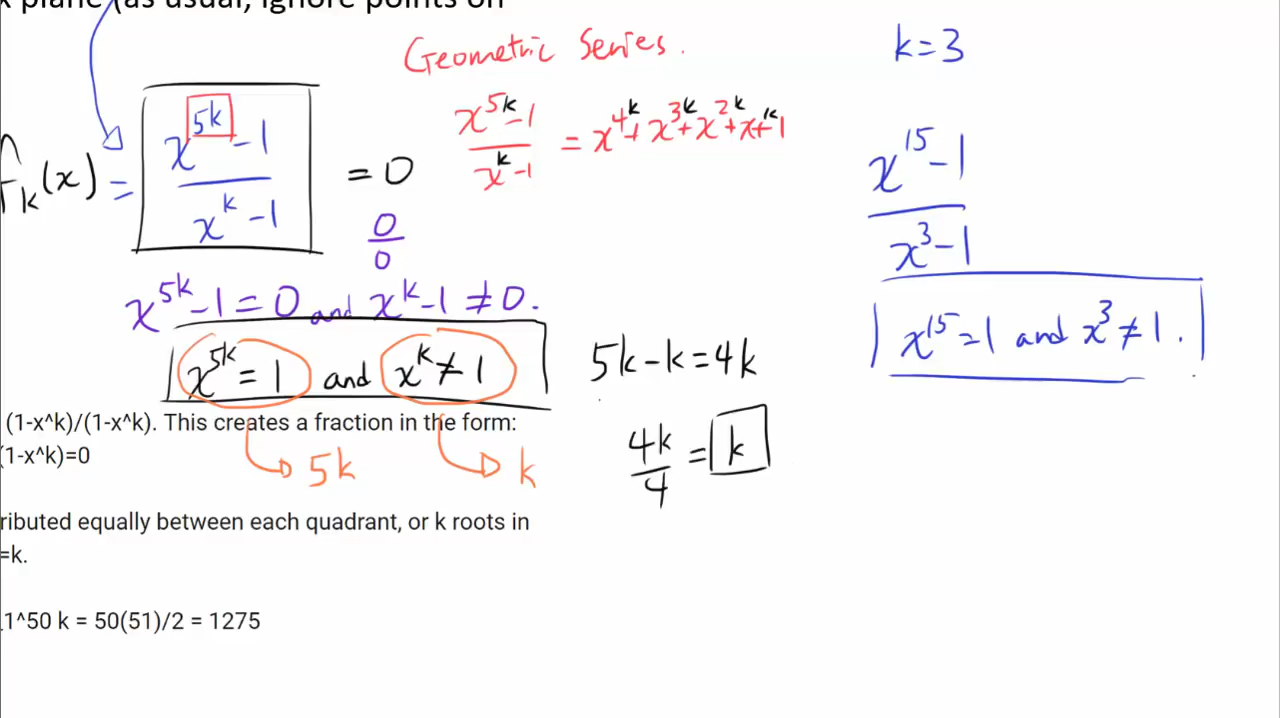 k plane (as usual, ignore points on
Geometric Series.
k=3
f_k(x) = (x^{5k} - 1)/(x^k - 1) = 0
0/0
(x^{5k} - 1)/(x^k - 1) = x^{4k} + x^{3k} + x^{2k} + x^{1k} + 1
(x^{15} - 1)/(x^3 - 1)
x^{5k} - 1 = 0 and x^k - 1 ≠ 0.
x^{15} = 1 and x^3 ≠ 1.
x^{5k} = 1 and x^k ≠ 1
5k - k = 4k
(1-x^k)/(1-x^k). This creates a fraction in the form:
(1-x^k)=0
5k
k
4k/4 = k
ributed equally between each quadrant, or k roots in
=k.
1^50 k = 50(51)/2 = 1275